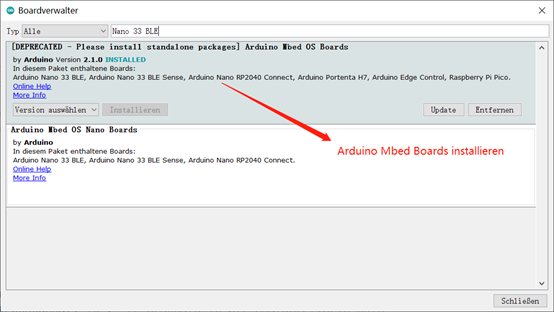 Boardverwalter
Typ Alle Nano 33 BLE
[DEPRECATED - Please install standalone packages] Arduino Mbed OS Boards
by Arduino Version 2.1.0 INSTALLED
In diesem Paket enthaltene Boards:
Arduino Nano 33 BLE, Arduino Nano 33 BLE Sense, Arduino Nano RP2040 Connect, Arduino Portenta H7, Arduino Edge Control, Raspberry Pi Pico.
Online Help
More Info
Version auswählen Installieren Update Entfernen
Arduino Mbed OS Nano Boards
by Arduino
In diesem Paket enthaltene Boards:
Arduino Nano 33 BLE, Arduino Nano 33 BLE Sense, Arduino Nano RP2040 Connect.
Online Help
More Info
Arduino Mbed Boards installieren
Schließen